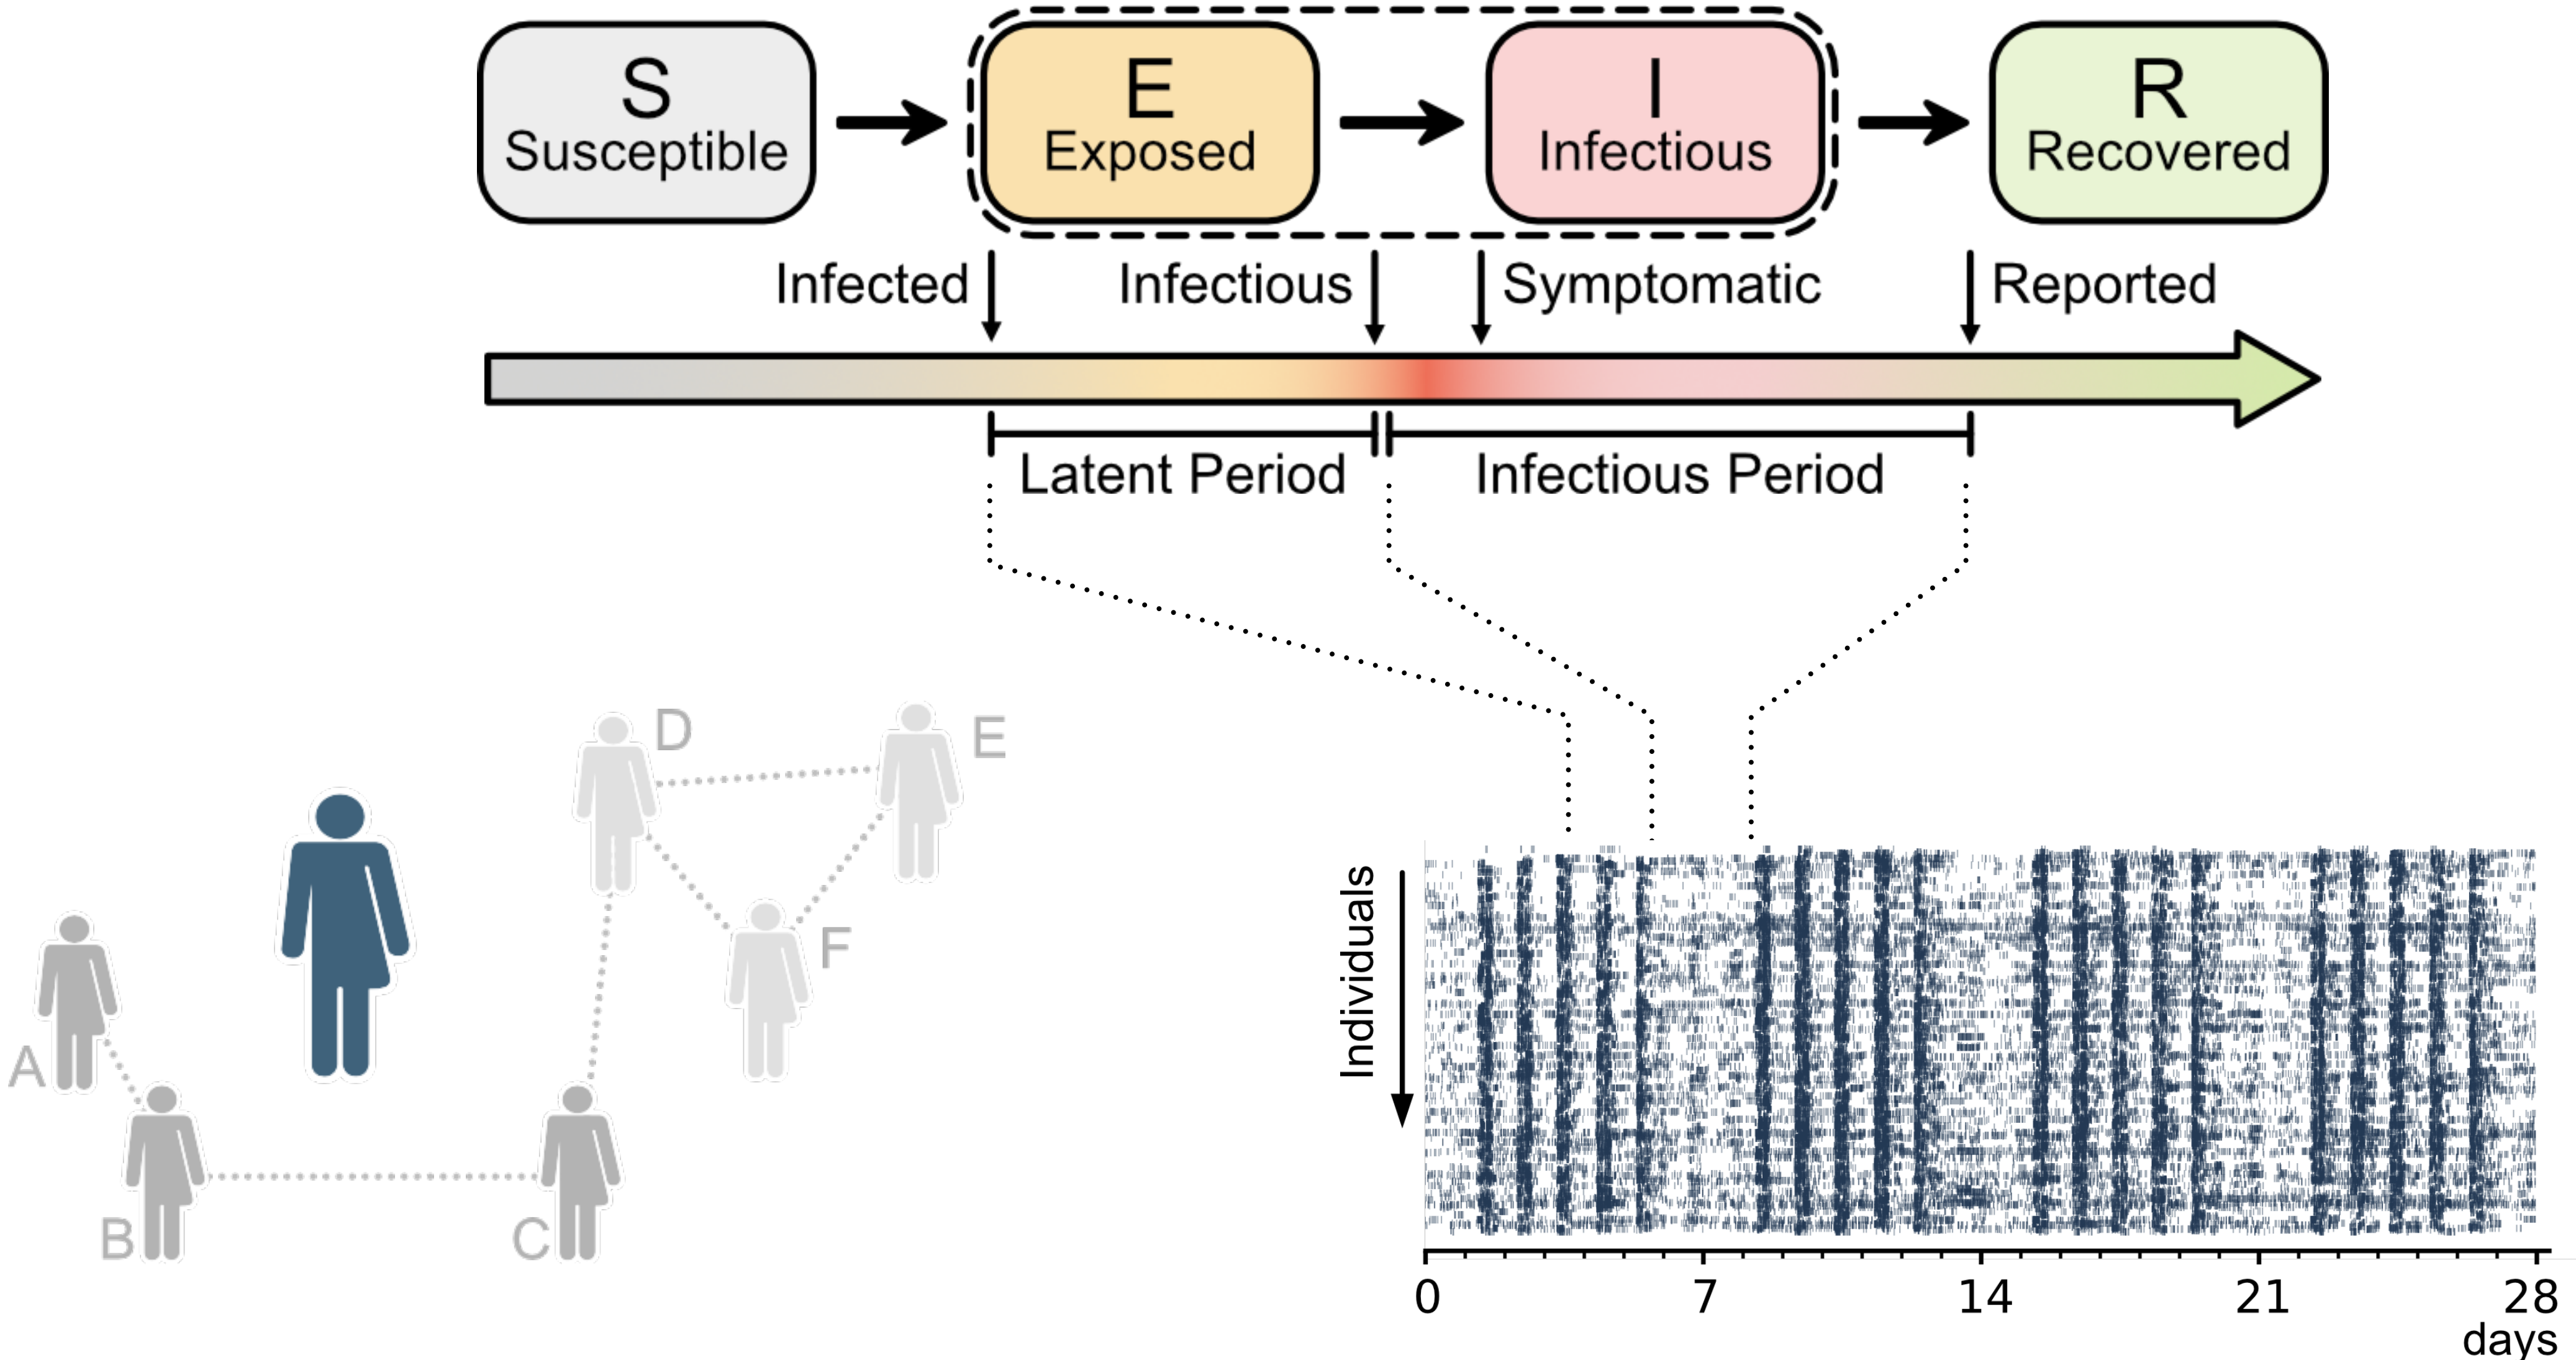 S
Susceptible
E
Exposed
I
Infectious
R
Recovered
Infected
Infectious
Symptomatic
Reported
Latent Period
Infectious Period
D
E
F
A
B
C
Individuals
0
7
14
21
28
days